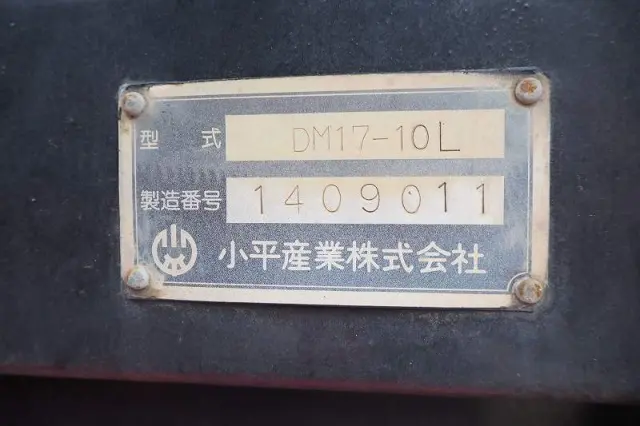 型 式 DM17-10L
製造番号 1409011
小平産業株式会社